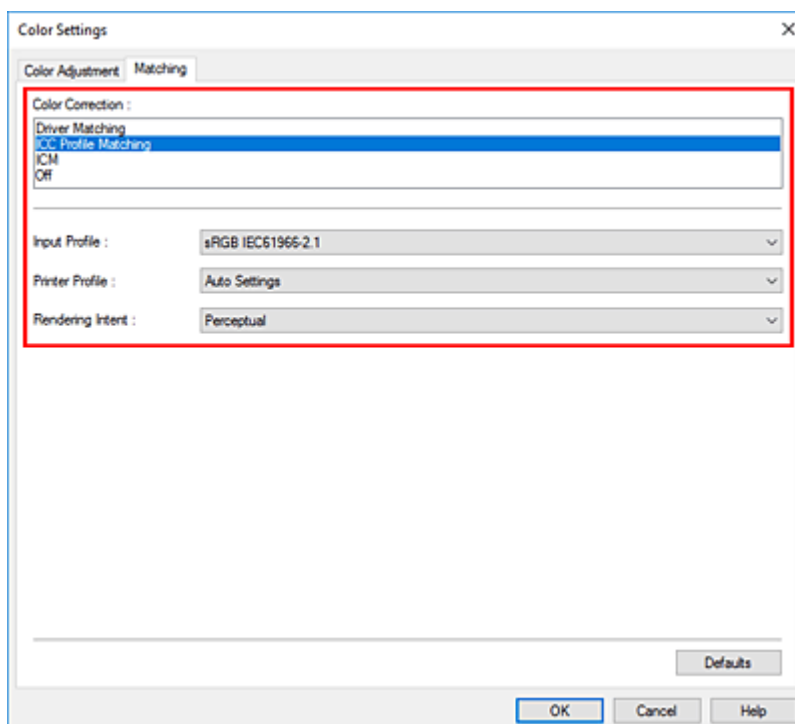 Color Settings
Color Adjustment Matching
Color Correction :
Driver Matching
ICC Profile Matching
ICM
Off
Input Profile : sRGB IEC61966-2.1
Printer Profile : Auto Settings
Rendering Intent : Perceptual
Defaults
OK Cancel Help